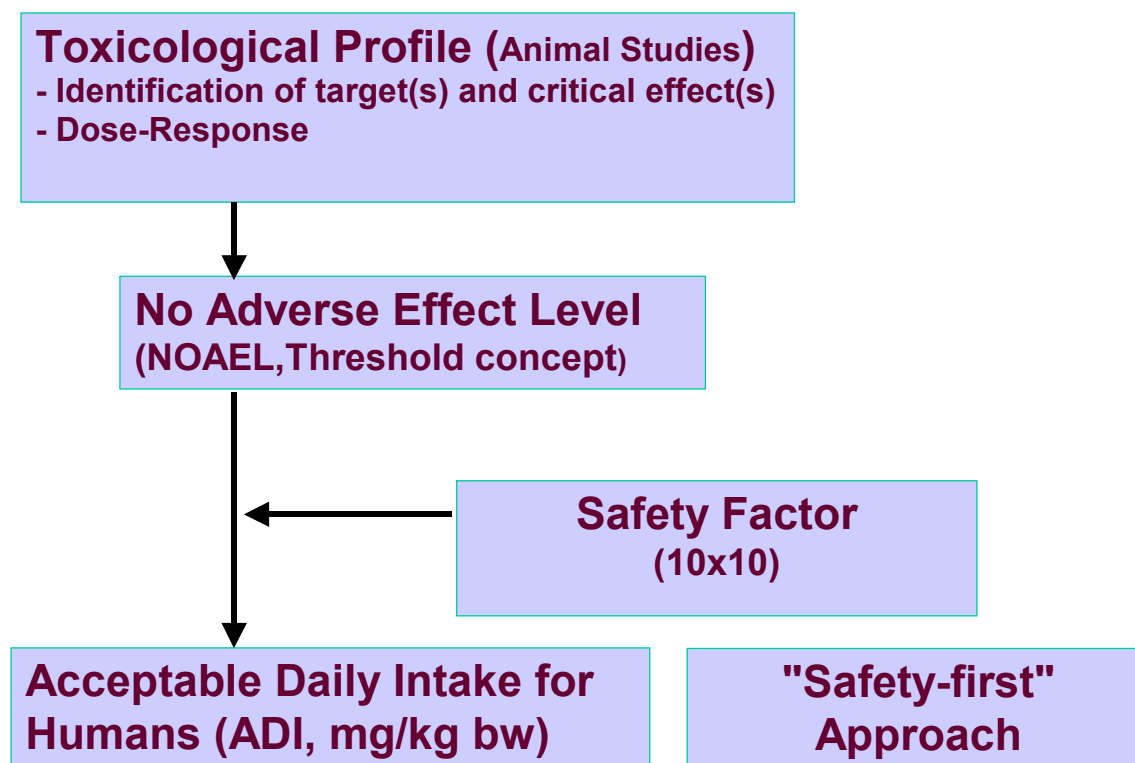 Toxicological Profile (Animal Studies)
- Identification of target(s) and critical effect(s)
- Dose-Response
No Adverse Effect Level
(NOAEL,Threshold concept)
Safety Factor
(10x10)
Acceptable Daily Intake for
Humans (ADI, mg/kg bw)
"Safety-first"
Approach